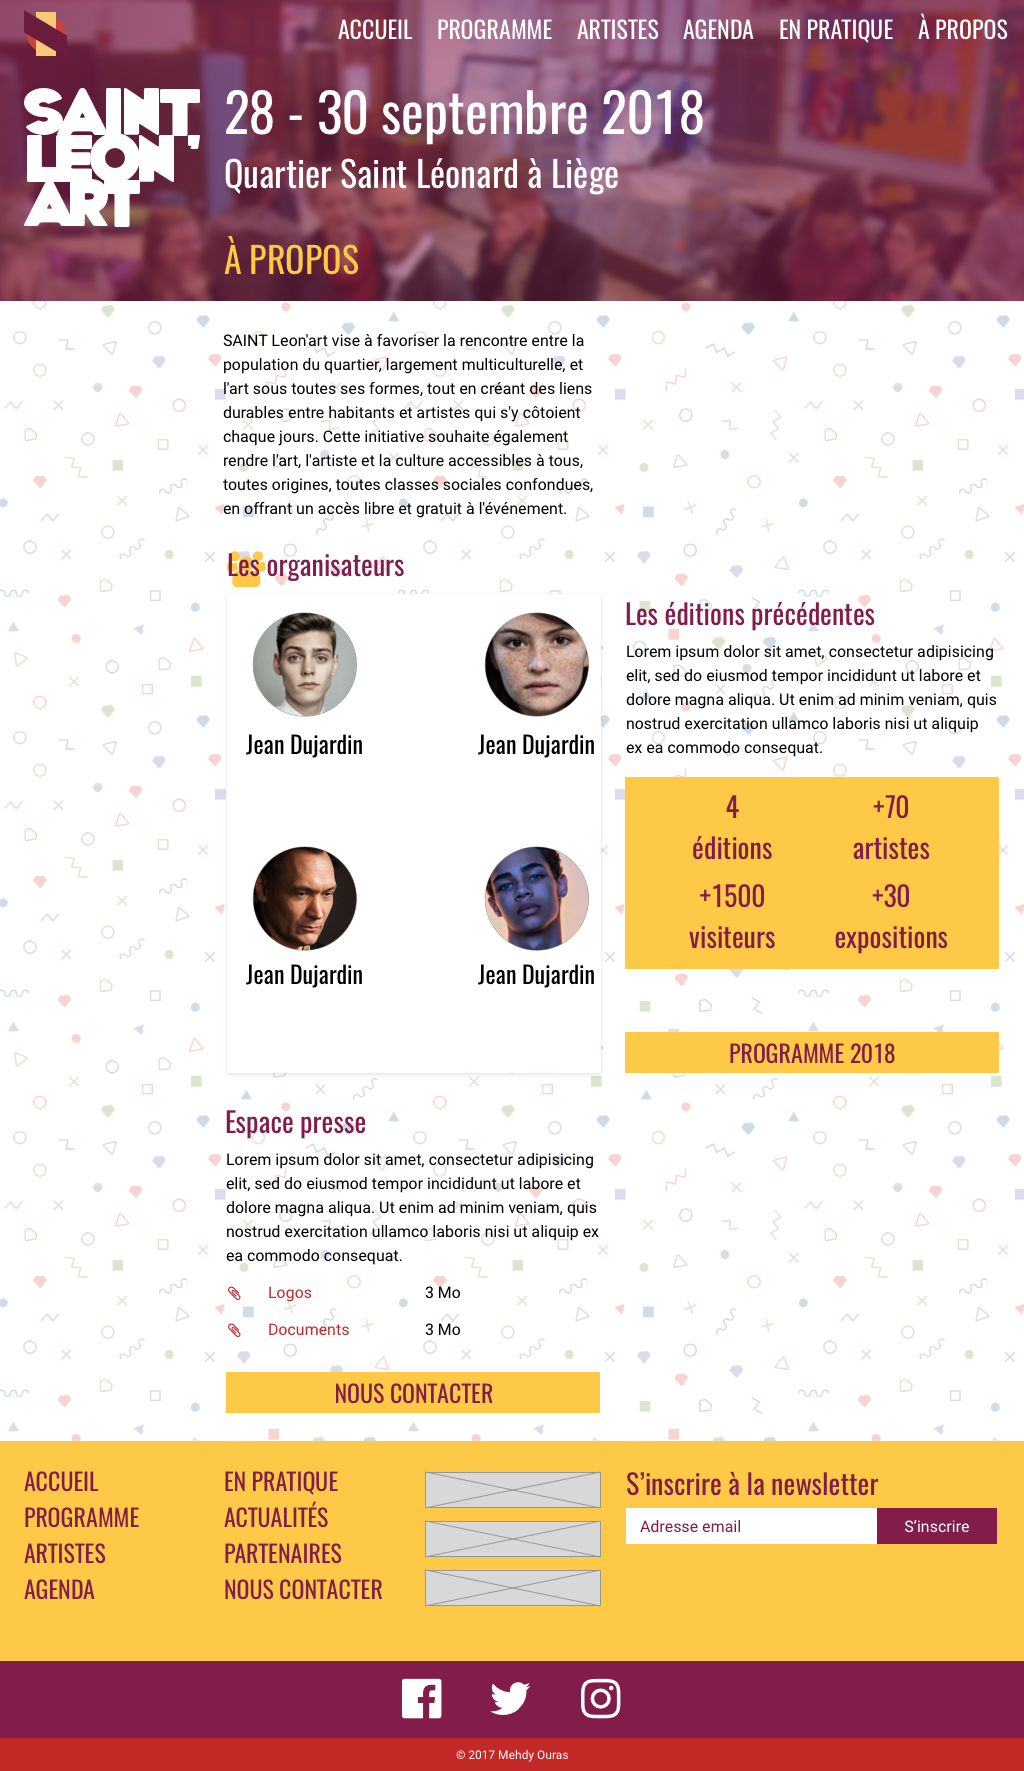 ACCUEIL PROGRAMME ARTISTES AGENDA EN PRATIQUE À PROPOS
SAINT
LÉON'
ART
28 - 30 septembre 2018
Quartier Saint Léonard à Liège
À PROPOS
SAINT Leon'art vise à favoriser la rencontre entre la
population du quartier, largement multiculturelle, et
l'art sous toutes ses formes, tout en créant des liens
durables entre habitants et artistes qui s'y côtoient
chaque jours. Cette initiative souhaite également
rendre l'art, l'artiste et la culture accessibles à tous,
toutes origines, toutes classes sociales confondues,
en offrant un accès libre et gratuit à l'événement.
Les organisateurs
Jean Dujardin
Jean Dujardin
Jean Dujardin
Jean Dujardin
Les éditions précédentes
Lorem ipsum dolor sit amet, consectetur adipisicing
elit, sed do eiusmod tempor incididunt ut labore et
dolore magna aliqua. Ut enim ad minim veniam, quis
nostrud exercitation ullamco laboris nisi ut aliquip
ex ea commodo consequat.
4
éditions
+70
artistes
+1500
visiteurs
+30
expositions
PROGRAMME 2018
Espace presse
Lorem ipsum dolor sit amet, consectetur adipisicing
elit, sed do eiusmod tempor incididunt ut labore et
dolore magna aliqua. Ut enim ad minim veniam, quis
nostrud exercitation ullamco laboris nisi ut aliquip ex
ea commodo consequat.
Logos 3 Mo
Documents 3 Mo
NOUS CONTACTER
ACCUEIL
PROGRAMME
ARTISTES
AGENDA
EN PRATIQUE
ACTUALITÉS
PARTENAIRES
NOUS CONTACTER
S’inscrire à la newsletter
Adresse email
S’inscrire
© 2017 Mehdy Ouras